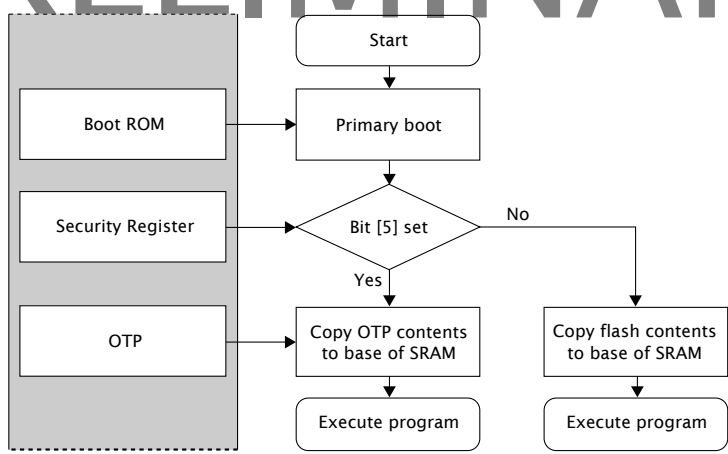 Start
Boot ROM
Primary boot
Security Register
Bit [5] set
No
Yes
OTP
Copy OTP contents
to base of SRAM
Copy flash contents
to base of SRAM
Execute program
Execute program